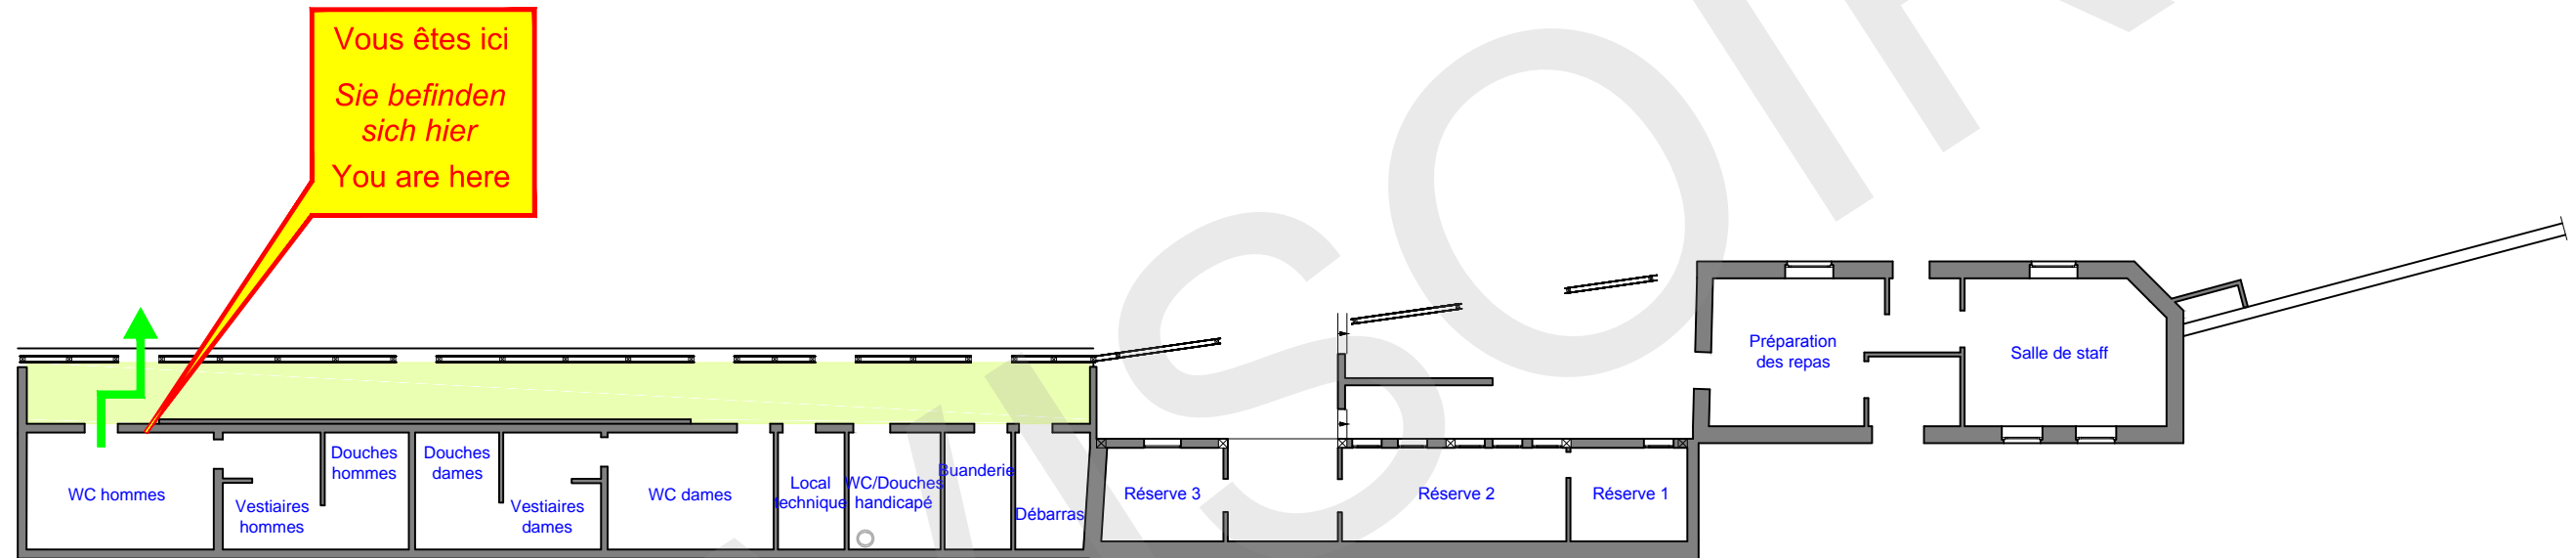 Vous êtes ici
Sie befinden
sich hier
You are here
WC hommes
Vestiaires
hommes
Douches
hommes
Douches
dames
Vestiaires
dames
WC dames
Local
technique
WC/Douches
handicapé
Buanderie
Débarras
Réserve 3
Réserve 2
Réserve 1
Préparation
des repas
Salle de staff